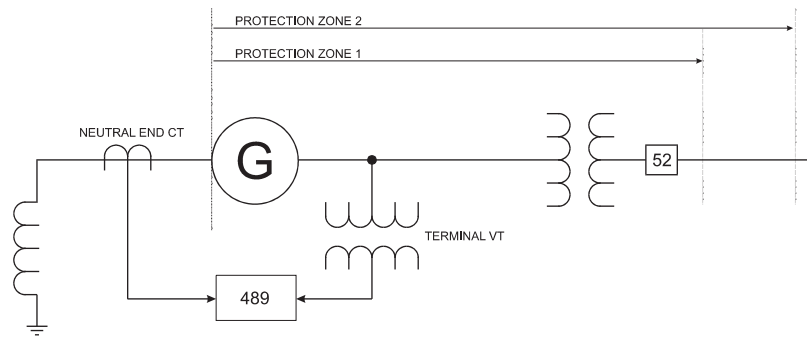 PROTECTION ZONE 2
PROTECTION ZONE 1
NEUTRAL END CT
G
52
TERMINAL VT
489